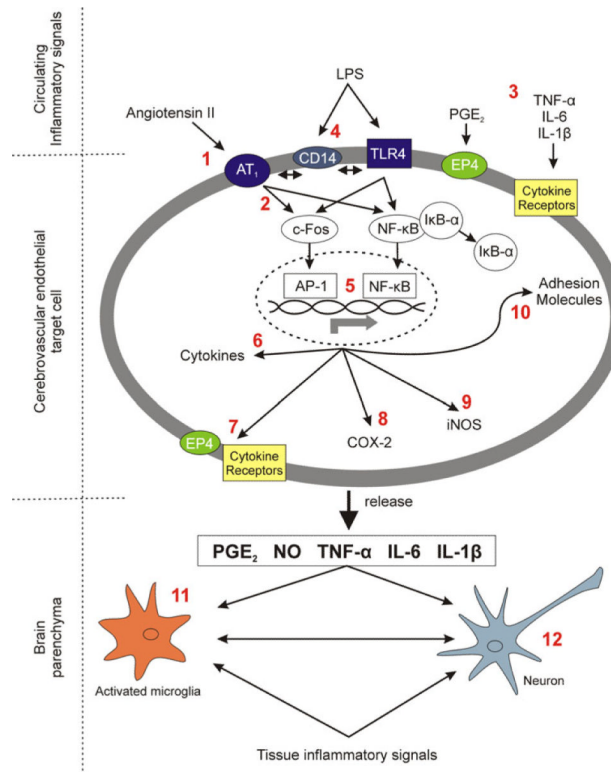 Circulating
Inflammatory signals
LPS
Angiotensin II
PGE₂
3
TNF-α
IL-6
IL-1β
1
4
AT₁
CD14
TLR4
EP4
Cytokine
Receptors
Cerebrovascular endothelial
target cell
2
c-Fos
NF-κB
IκB-α
IκB-α
AP-1
5
NF-κB
Adhesion
Molecules
10
6
Cytokines
7
8
9
iNOS
COX-2
EP4
Cytokine
Receptors
release
Brain
parenchyma
PGE₂ NO TNF-α IL-6 IL-1β
11
12
Activated microglia
Neuron
Tissue inflammatory signals